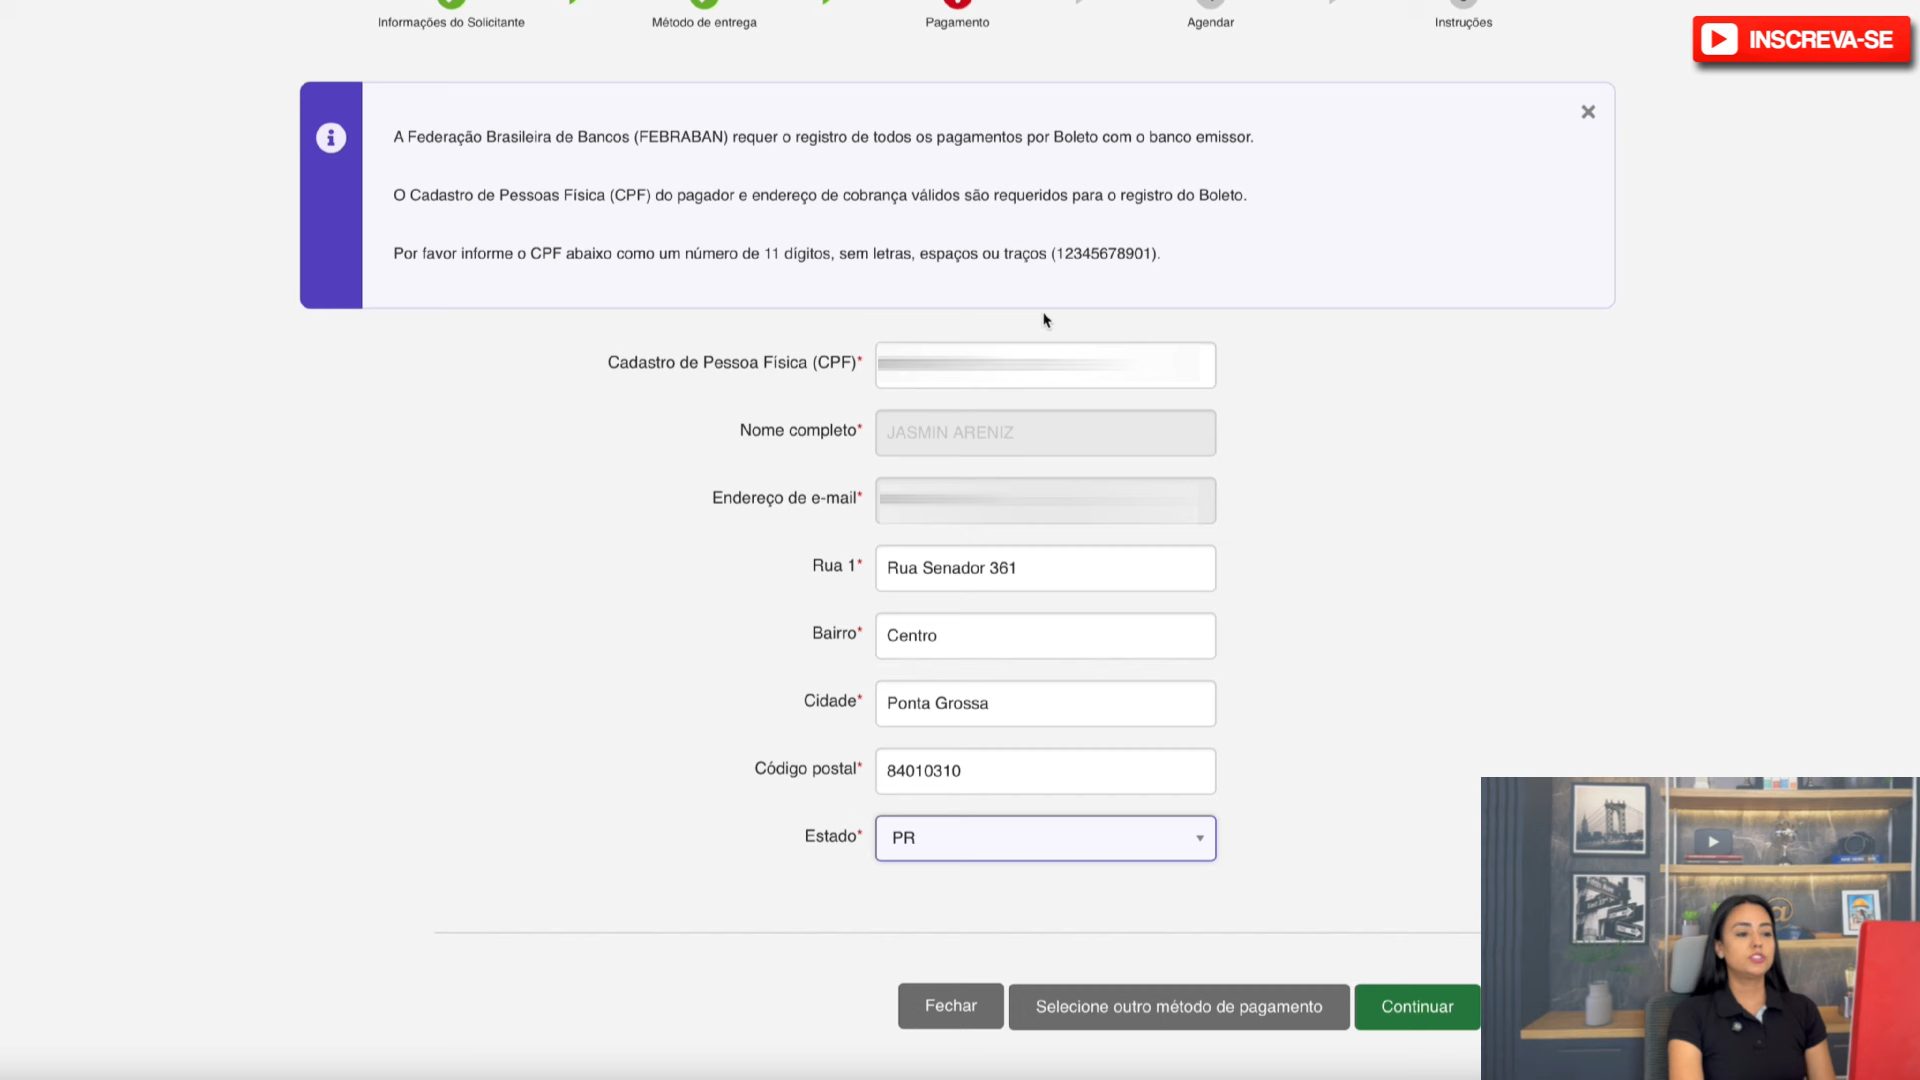 Informações do Solicitante
Método de entrega
Pagamento
Agendar
Instruções
INSCREVA-SE
A Federação Brasileira de Bancos (FEBRABAN) requer o registro de todos os pagamentos por Boleto com o banco emissor.
O Cadastro de Pessoas Física (CPF) do pagador e endereço de cobrança válidos são requeridos para o registro do Boleto.
Por favor informe o CPF abaixo como um número de 11 dígitos, sem letras, espaços ou traços (12345678901).
Cadastro de Pessoa Física (CPF)*
Nome completo* JASMIN ARENIZ
Endereço de e-mail*
Rua 1* Rua Senador 361
Bairro* Centro
Cidade* Ponta Grossa
Código postal* 84010310
Estado* PR
Fechar
Selecione outro método de pagamento
Continuar